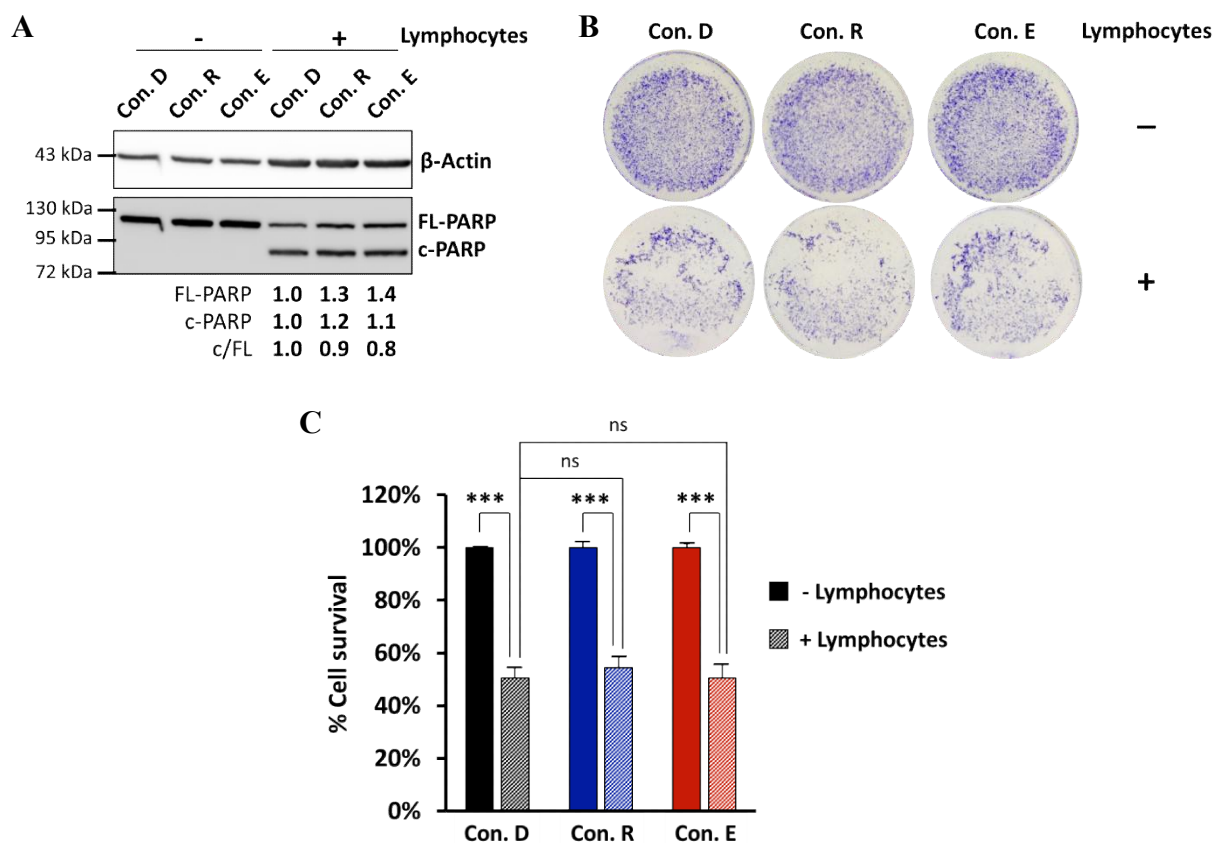 A
- + Lymphocytes
Con. D Con. R Con. E Con. D Con. R Con. E
43 kDa β-Actin
130 kDa FL-PARP
95 kDa c-PARP
72 kDa
FL-PARP 1.0 1.3 1.4
c-PARP 1.0 1.2 1.1
c/FL 1.0 0.9 0.8
B
Con. D Con. R Con. E Lymphocytes
−
+
C
ns
ns
*** *** ***
% Cell survival
120%
100%
80%
60%
40%
20%
0%
Con. D Con. R Con. E
- Lymphocytes
+ Lymphocytes